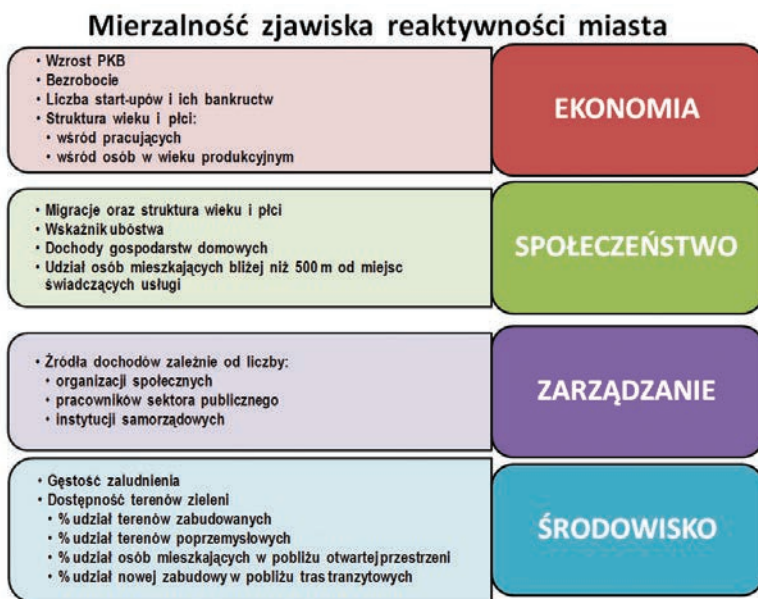 Mierzalność zjawiska reaktywności miasta
• Wzrost PKB
• Bezrobocie
• Liczba start-upów i ich bankructw
• Struktura wieku i płci:
• wśród pracujących
• wśród osób w wieku produkcyjnym
EKONOMIA
• Migracje oraz struktura wieku i płci
• Wskaźnik ubóstwa
• Dochody gospodarstw domowych
• Udział osób mieszkających bliżej niż 500 m od miejsc
świadczących usługi
SPOŁECZEŃSTWO
• Źródła dochodów zależnie od liczby:
• organizacji społecznych
• pracowników sektora publicznego
• instytucji samorządowych
ZARZĄDZANIE
• Gęstość zaludnienia
• Dostępność terenów zieleni
• % udział terenów zabudowanych
• % udział terenów poprzemysłowych
• % udział osób mieszkających w pobliżu otwartej przestrzeni
• % udział nowej zabudowy w pobliżu tras tranzytowych
ŚRODOWISKO